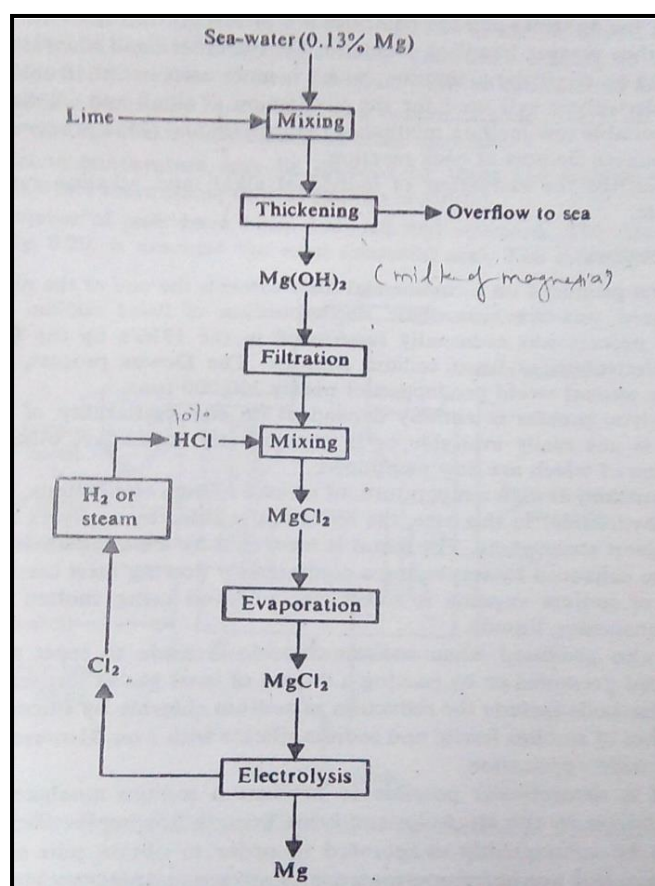 Sea-water (0.13% Mg)
Lime
Mixing
Thickening
Overflow to sea
Mg(OH)₂
(milk of magnesia)
Filtration
HCl
Mixing
H₂ or
steam
MgCl₂
Evaporation
Cl₂
MgCl₂
Electrolysis
Mg